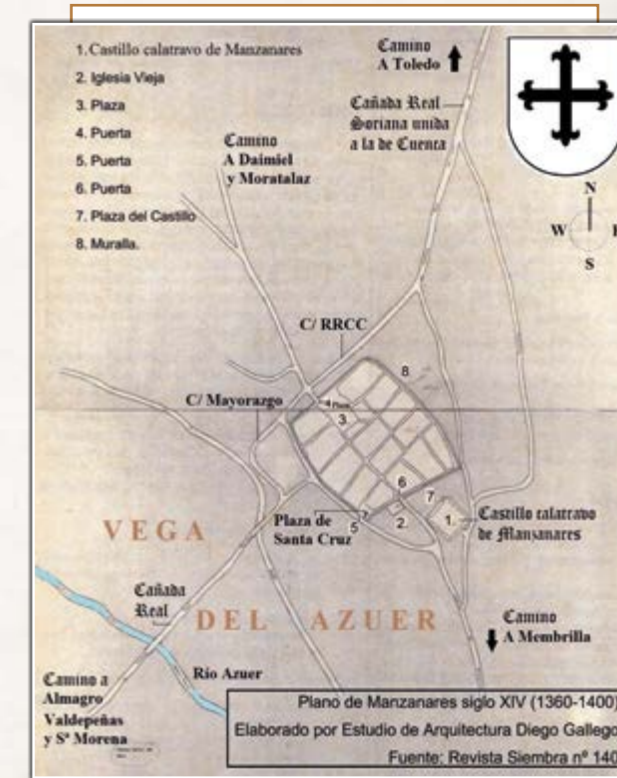 1. Castillo calatravo de Manzanares
2. Iglesia Vieja
3. Plaza
4. Puerta
5. Puerta
6. Puerta
7. Plaza del Castillo
8. Muralla.
Camino
A Toledo
Cañada Real
Soriana unida
a la de Cuenca
Camino
A Daimiel
y Moratalaz
N
W
S
C/ RRCC
C/ Mayorazgo
8
4
3.
6
7
5
2.
1.
Plaza de
Santa Cruz
Castillo calatravo
de Manzanares
VEGA
DEL AZUER
Cañada
Real
Camino
A Membrilla
Río Azuer
Camino a
Almagro
Valdepeñas
y Sª Morena
Plano de Manzanares siglo XIV (1360-1400)
Elaborado por Estudio de Arquitectura Diego Gallego
Fuente: Revista Siembra nº 140